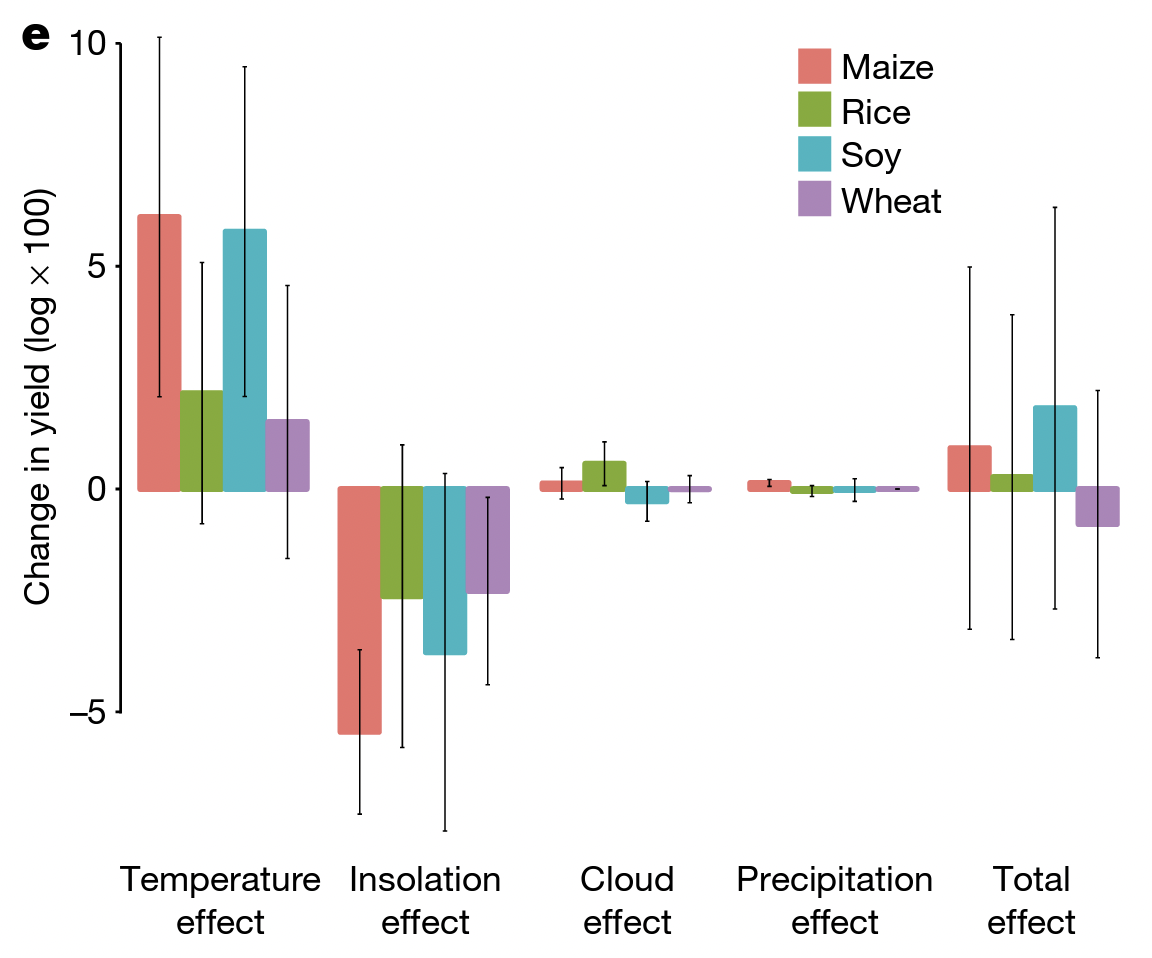 e
10
5
0
–5
Change in yield (log × 100)
Maize
Rice
Soy
Wheat
Temperature
effect
Insolation
effect
Cloud
effect
Precipitation
effect
Total
effect